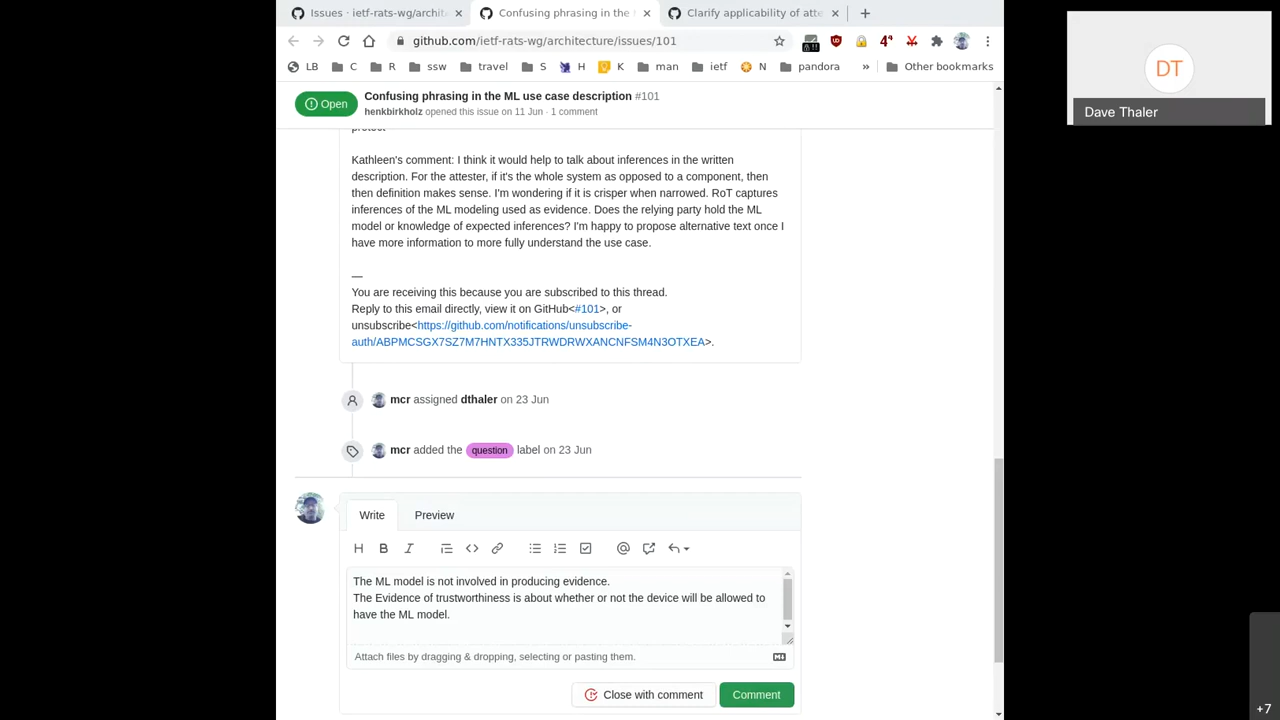 Issues · ietf-rats-wg/archit
Confusing phrasing in the
Clarify applicability of atte
github.com/ietf-rats-wg/architecture/issues/101
LB C R ssw travel S H K man ietf N pandora » Other bookmarks
Open
Confusing phrasing in the ML use case description #101
henkbirkholz opened this issue on 11 Jun · 1 comment
protect
Kathleen's comment: I think it would help to talk about inferences in the written
description. For the attester, if it's the whole system as opposed to a component, then
then definition makes sense. I'm wondering if it is crisper when narrowed. RoT captures
inferences of the ML modeling used as evidence. Does the relying party hold the ML
model or knowledge of expected inferences? I'm happy to propose alternative text once I
have more information to more fully understand the use case.
—
You are receiving this because you are subscribed to this thread.
Reply to this email directly, view it on GitHub<#101>, or
unsubscribe<https://github.com/notifications/unsubscribe-
auth/ABPMCSGX7SZ7M7HNTX335JTRWDRWXANCNFSM4N3OTXEA>.
mcr assigned dthaler on 23 Jun
mcr added the question label on 23 Jun
Write Preview
The ML model is not involved in producing evidence.
The Evidence of trustworthiness is about whether or not the device will be allowed to
have the ML model.
Attach files by dragging & dropping, selecting or pasting them.
Close with comment Comment
DT
Dave Thaler
+7